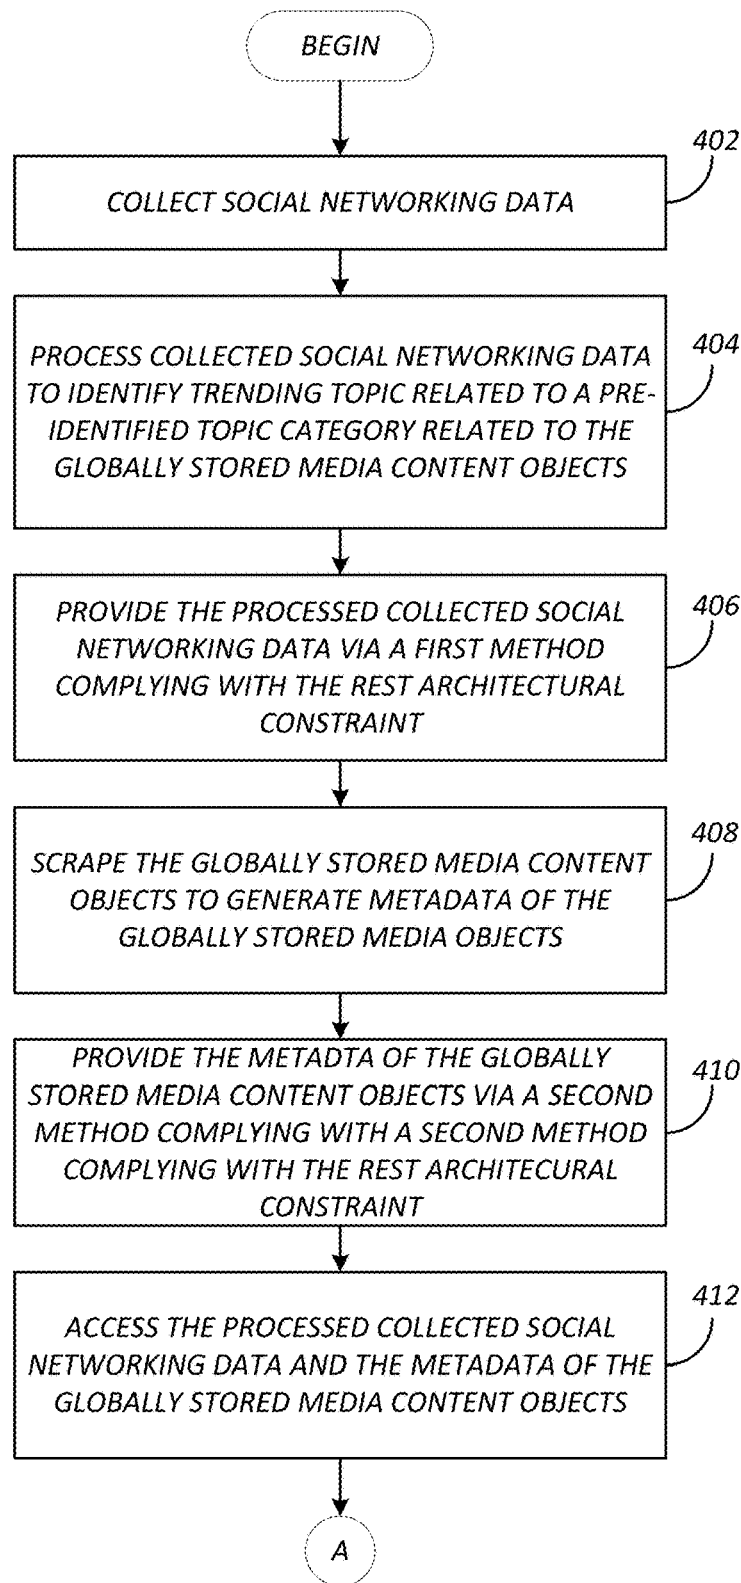 BEGIN
402
COLLECT SOCIAL NETWORKING DATA
404
PROCESS COLLECTED SOCIAL NETWORKING DATA
TO IDENTIFY TRENDING TOPIC RELATED TO A PRE-
IDENTIFIED TOPIC CATEGORY RELATED TO THE
GLOBALLY STORED MEDIA CONTENT OBJECTS
406
PROVIDE THE PROCESSED COLLECTED SOCIAL
NETWORKING DATA VIA A FIRST METHOD
COMPLYING WITH THE REST ARCHITECTURAL
CONSTRAINT
408
SCRAPE THE GLOBALLY STORED MEDIA CONTENT
OBJECTS TO GENERATE METADATA OF THE
GLOBALLY STORED MEDIA OBJECTS
410
PROVIDE THE METADTA OF THE GLOBALLY
STORED MEDIA CONTENT OBJECTS VIA A SECOND
METHOD COMPLYING WITH A SECOND METHOD
COMPLYING WITH THE REST ARCHITECURAL
CONSTRAINT
412
ACCESS THE PROCESSED COLLECTED SOCIAL
NETWORKING DATA AND THE METADATA OF THE
GLOBALLY STORED MEDIA CONTENT OBJECTS
A